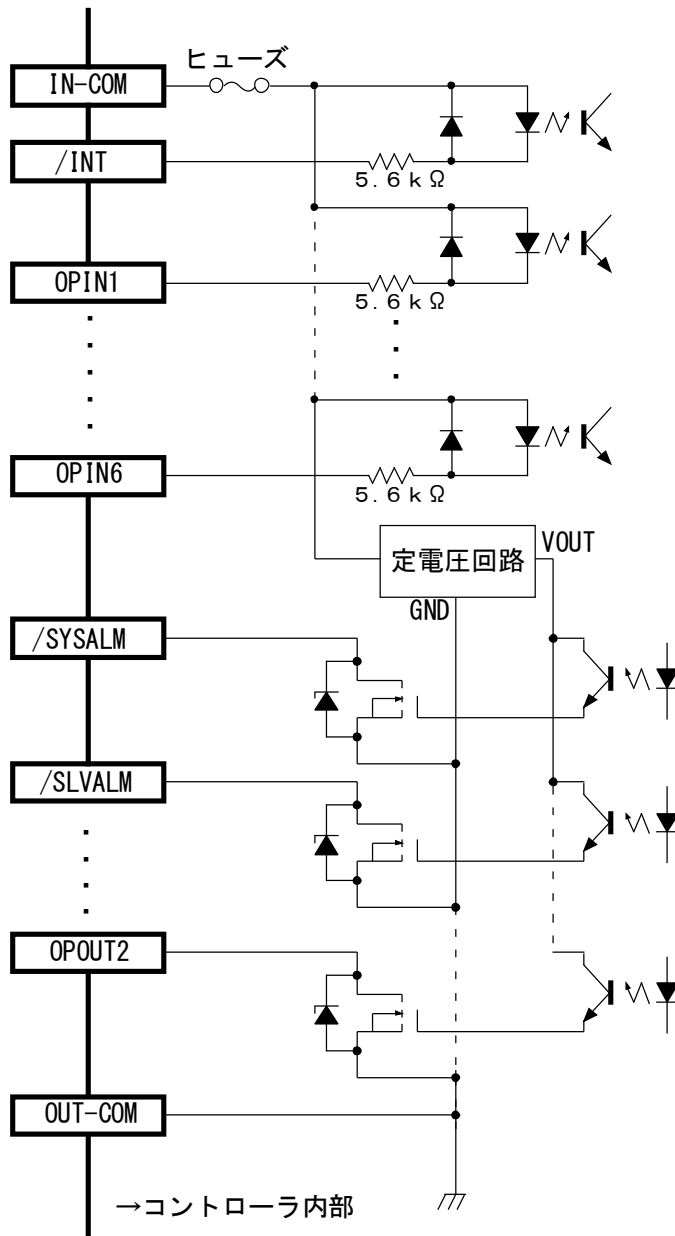 ヒューズ
IN-COM
/INT
5.6kΩ
OPIN1
5.6kΩ
OPIN6
5.6kΩ
定電圧回路
VOUT
GND
/SYSALM
/SLVALM
OPOUT2
OUT-COM
→コントローラ内部